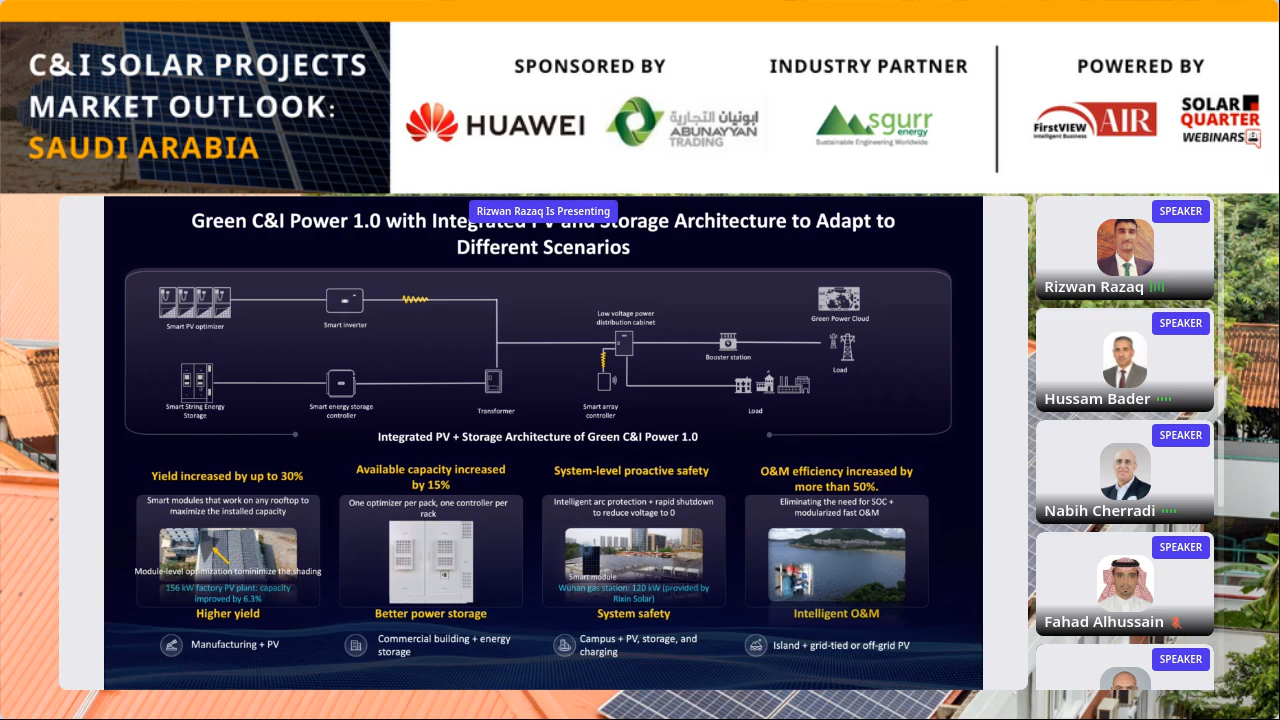 C&I SOLAR PROJECTS
MARKET OUTLOOK:
SAUDI ARABIA
SPONSORED BY
INDUSTRY PARTNER
POWERED BY
HUAWEI
ابونيان التجارية
ABUNAYYAN
TRADING
sgurr
energy
Sustainable Engineering Worldwide
FirstVIEW
Intelligent Business
AIR
SOLAR
QUARTER
WEBINARS
Rizwan Razaq Is Presenting
Green C&I Power 1.0 with Integrated PV and Storage Architecture to Adapt to
Different Scenarios
Smart PV optimizer
Smart inverter
Low voltage power
distribution cabinet
Green Power Cloud
Booster station
Load
Smart String Energy
Storage
Smart energy storage
controller
Transformer
Smart array
controller
Load
Integrated PV + Storage Architecture of Green C&I Power 1.0
Yield increased by up to 30%
Smart modules that work on any rooftop to
maximize the installed capacity
Module-level optimization tominimize the shading
156 kW factory PV plant: capacity
improved by 6.3%
Higher yield
Manufacturing + PV
Available capacity increased
by 15%
One optimizer per pack, one controller per
rack
Better power storage
Commercial building + energy
storage
System-level proactive safety
Intelligent arc protection + rapid shutdown
to reduce voltage to 0
Smart module
Wuhan gas station: 120 kW (provided by
Rixin Solar)
System safety
Campus + PV, storage, and
charging
O&M efficiency increased by
more than 50%.
Eliminating the need for SOC +
modularized fast O&M
Intelligent O&M
Island + grid-tied or off-grid PV
SPEAKER
Rizwan Razaq
SPEAKER
Hussam Bader
SPEAKER
Nabih Cherradi
SPEAKER
Fahad Alhussain
SPEAKER